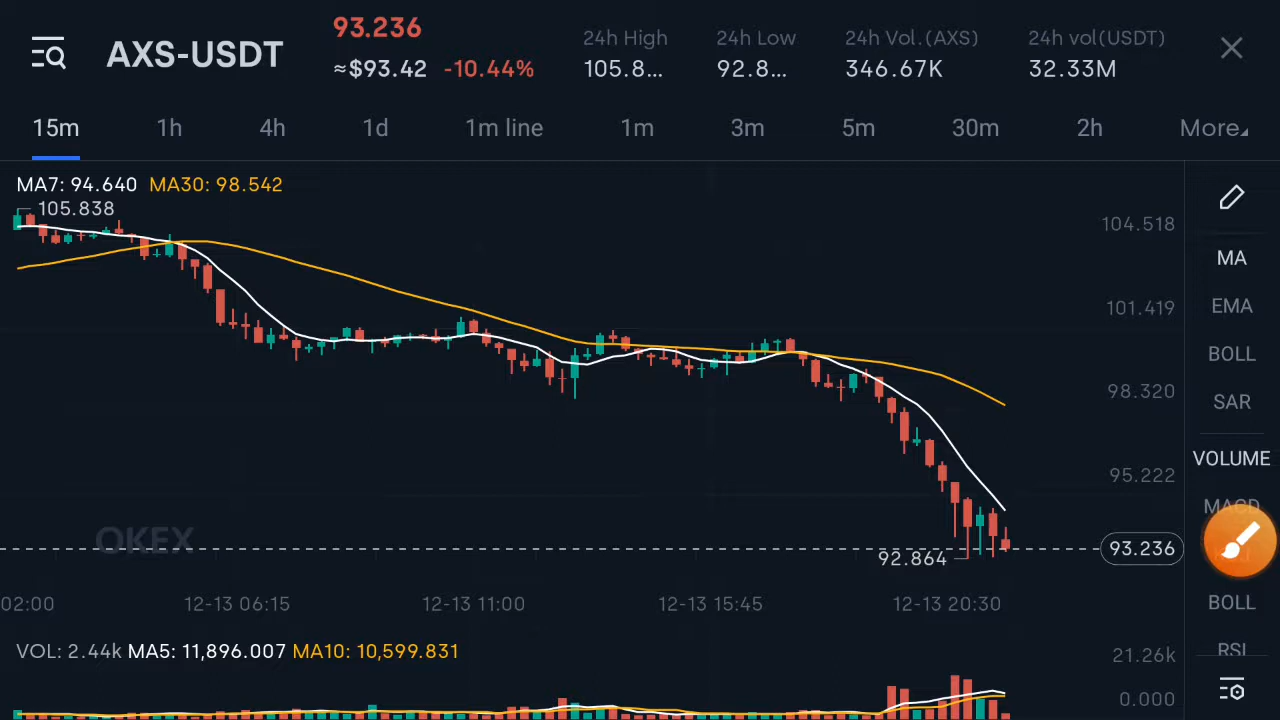 AXS-USDT
93.236
≈$93.42 -10.44%
24h High
105.8...
24h Low
92.8...
24h Vol.(AXS)
346.67K
24h vol(USDT)
32.33M
15m 1h 4h 1d 1m line 1m 3m 5m 30m 2h More
MA7: 94.640 MA30: 98.542
105.838
104.518
101.419
98.320
95.222
93.236
92.864
OKEX
02:00 12-13 06:15 12-13 11:00 12-13 15:45 12-13 20:30
VOL: 2.44k MA5: 11,896.007 MA10: 10,599.831
21.26k
0.000
MA
EMA
BOLL
SAR
VOLUME
MACD
BOLL
RSI